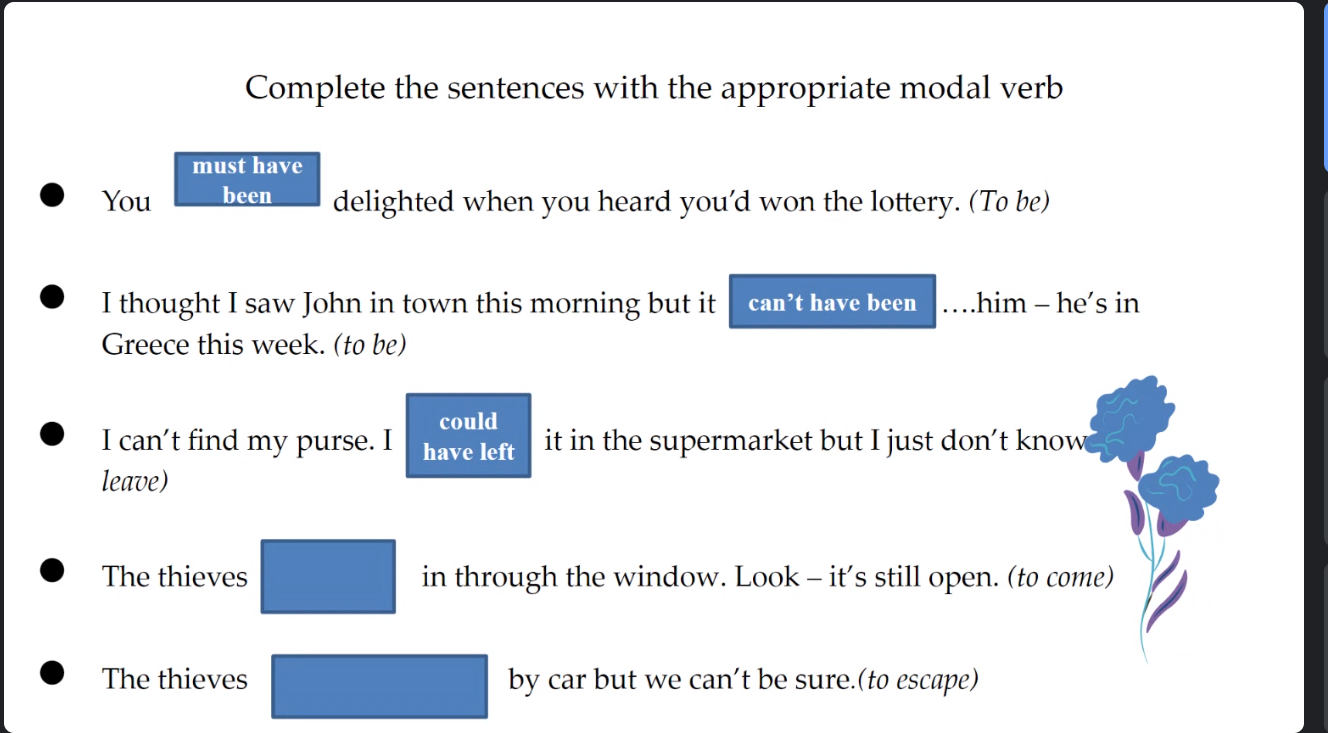 Complete the sentences with the appropriate modal verb
You must have been delighted when you heard you’d won the lottery. (To be)
I thought I saw John in town this morning but it can’t have been ….him – he’s in
Greece this week. (to be)
I can’t find my purse. I could have left it in the supermarket but I just don’t know
leave)
The thieves in through the window. Look – it’s still open. (to come)
The thieves by car but we can’t be sure.(to escape)